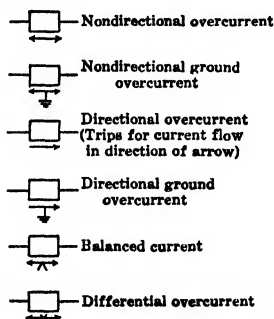 Nondirectional overcurrent
Nondirectional ground
overcurrent
Directional overcurrent
(Trips for current flow
in direction of arrow)
Directional ground
overcurrent
Balanced current
Differential overcurrent